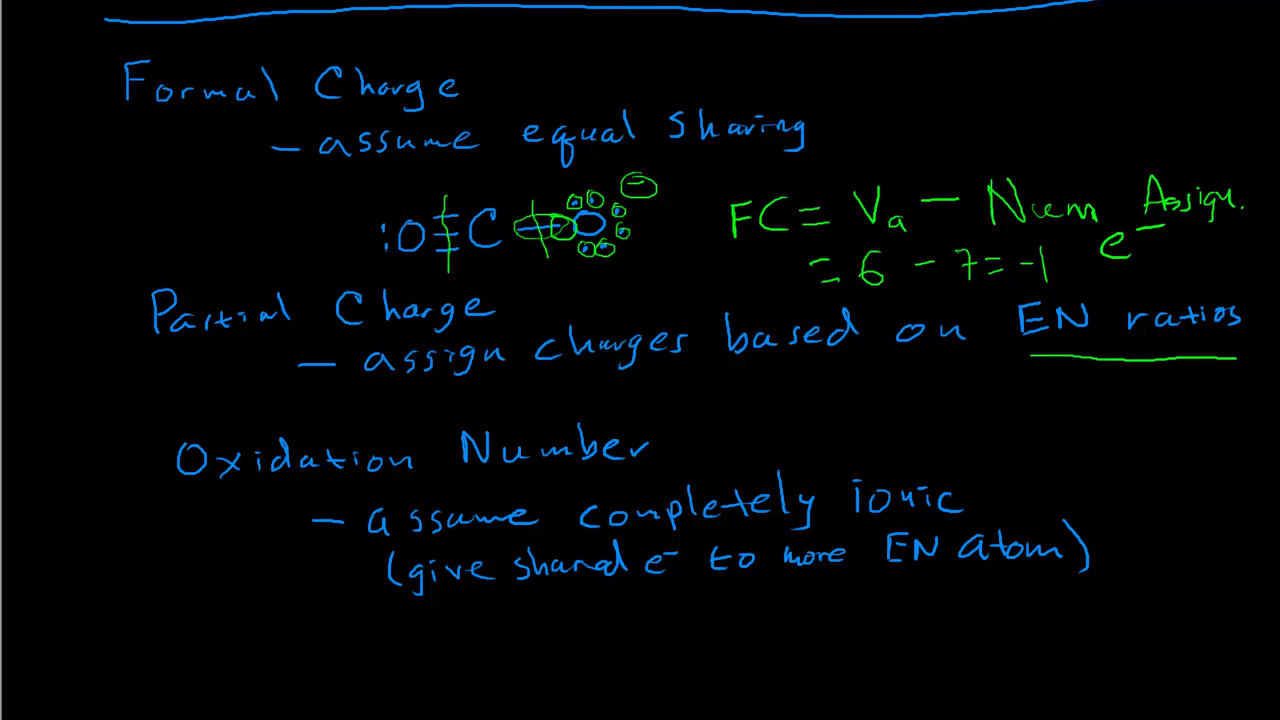 Formal Charge
- assume equal sharing
:O≡C-O ⊖ FC = Va - Num e⁻ Assign.
= 6 - 7 = -1
Partial Charge
- assign charges based on EN ratios
Oxidation Number
- assume completely ionic
(give shared e⁻ to more EN atom)